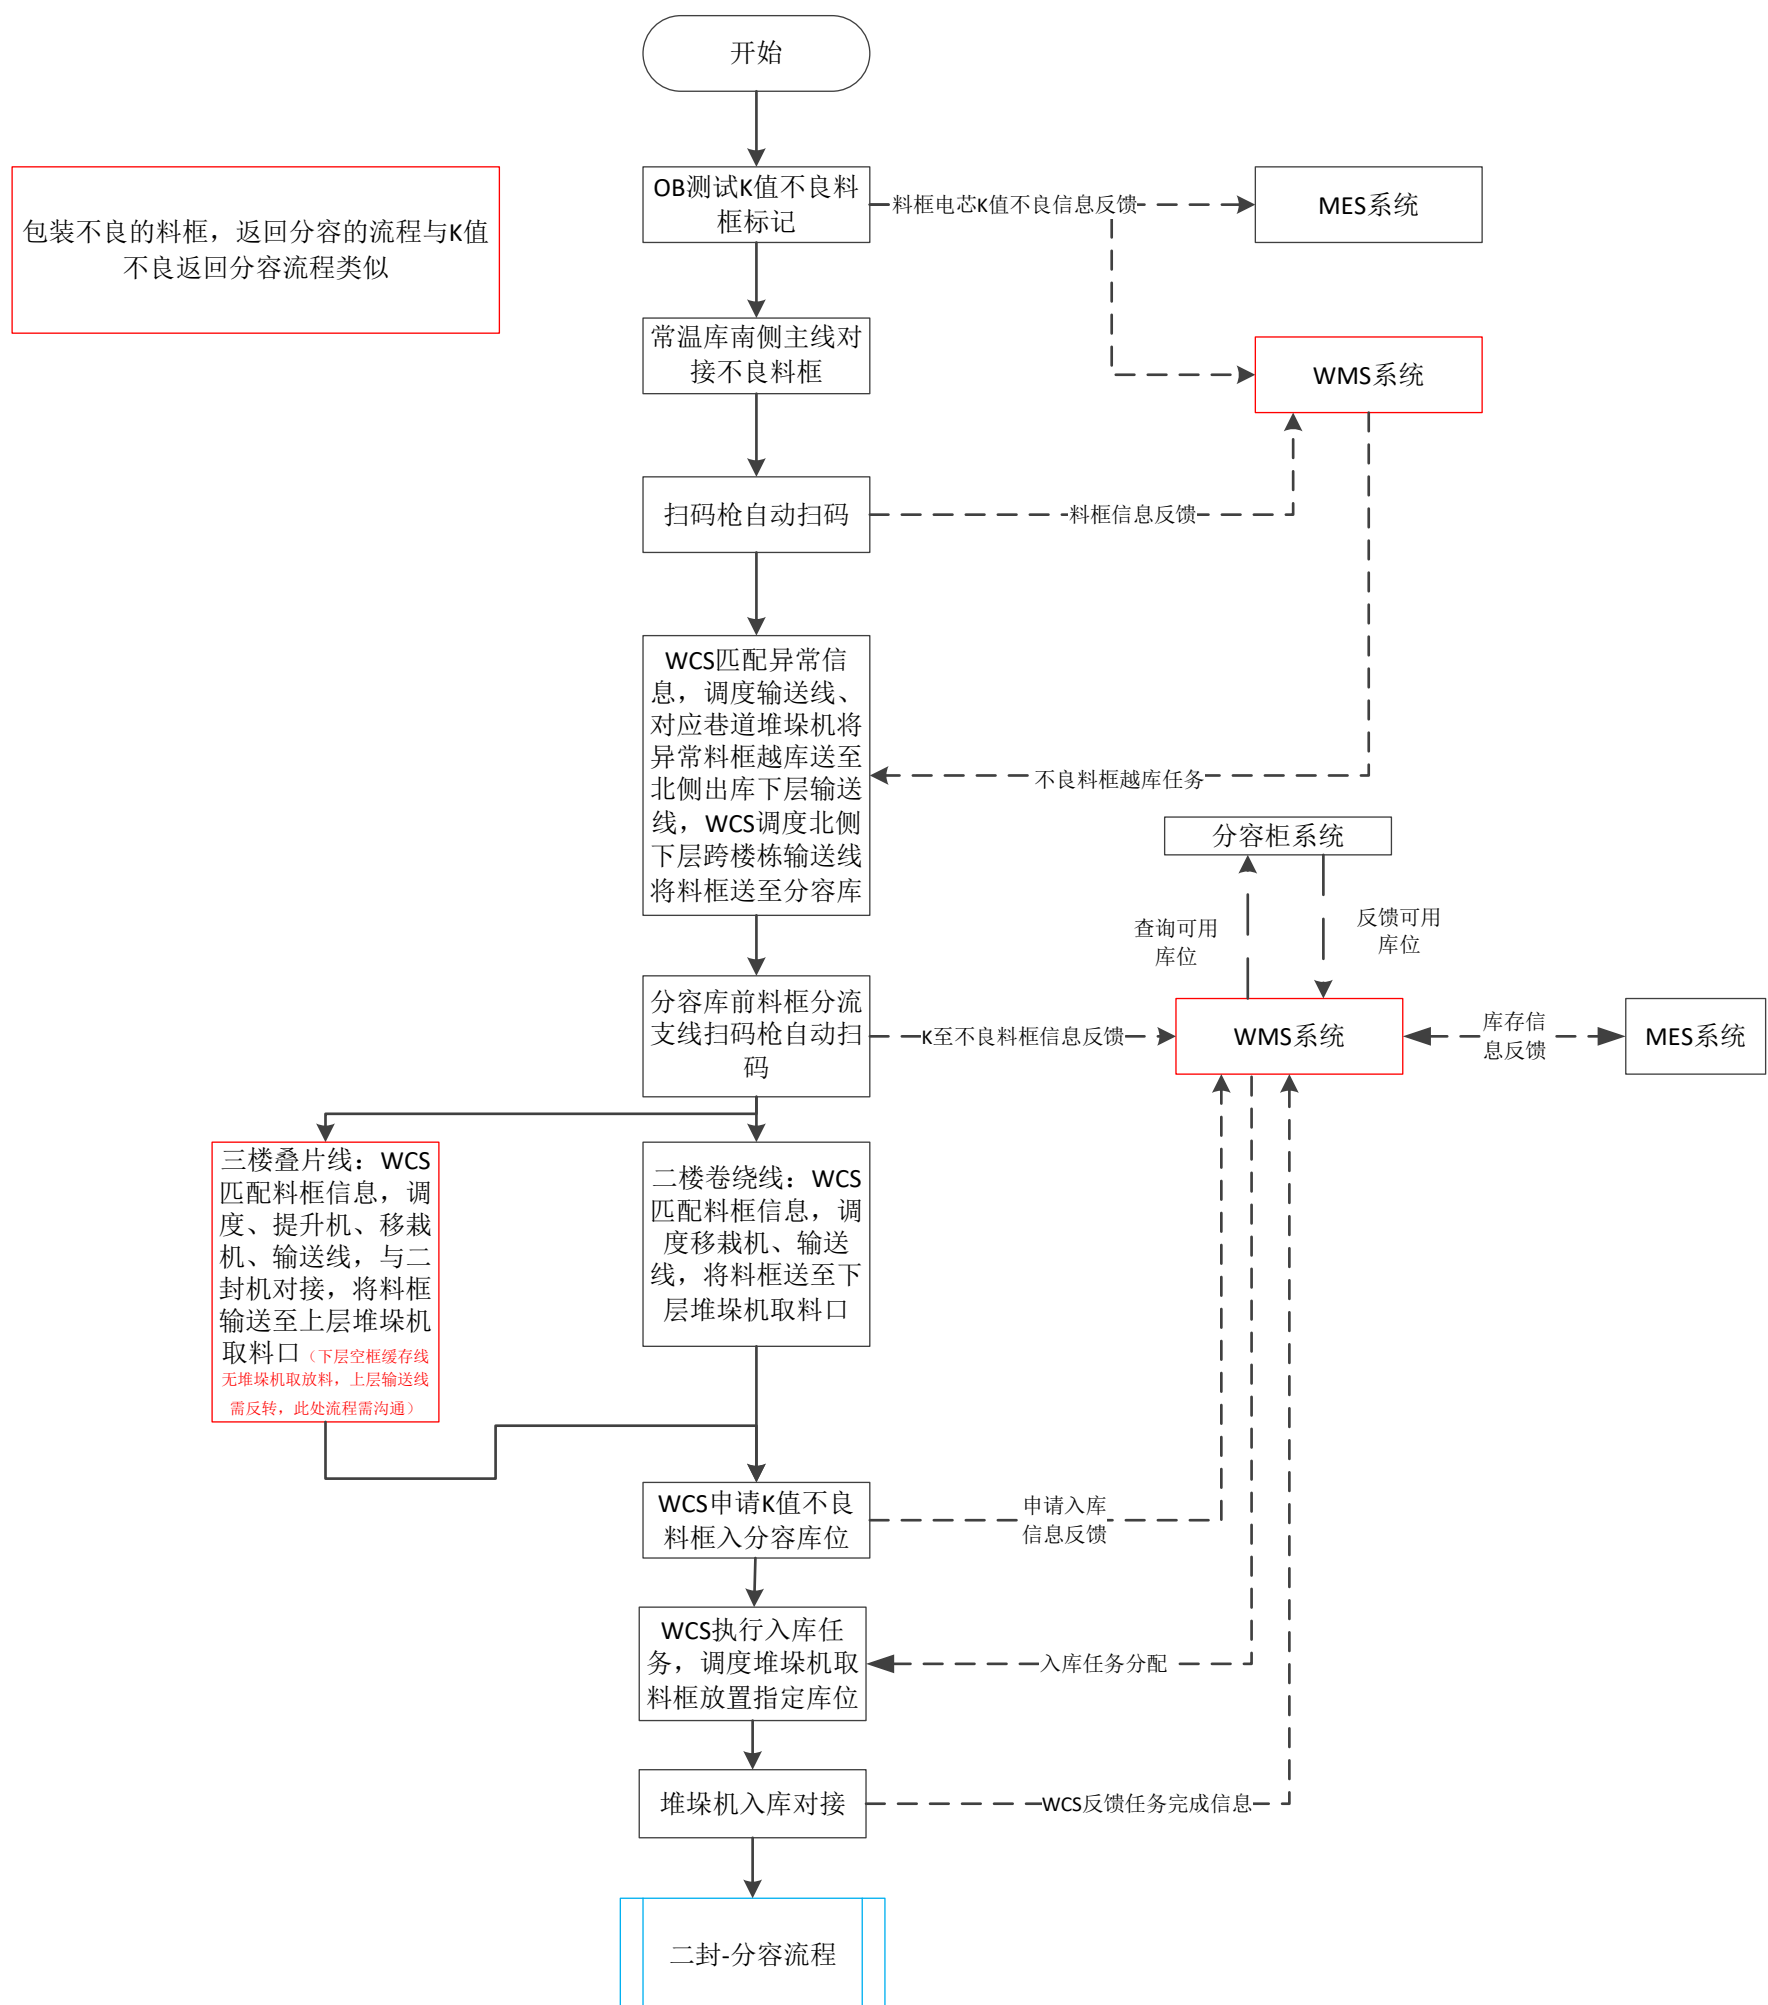 开始
包装不良的料框，返回分容的流程与K值
不良返回分容流程类似
OB测试K值不良料
框标记
料框电芯K值不良信息反馈
MES系统
常温库南侧主线对
接不良料框
WMS系统
扫码枪自动扫码
料框信息反馈
WCS匹配异常信
息，调度输送线、
对应巷道堆垛机将
异常料框越库送至
北侧出库下层输送
线，WCS调度北侧
下层跨楼栋输送线
将料框送至分容库
不良料框越库任务
分容柜系统
查询可用
库位
反馈可用
库位
分容库前料框分流
支线扫码枪自动扫
码
K至不良料框信息反馈
WMS系统
库存信
息反馈
MES系统
三楼叠片线：WCS
匹配料框信息，调
度、提升机、移栽
机、输送线，与二
封机对接，将料框
输送至上层堆垛机
取料口（下层空框缓存线
无堆垛机取放料，上层输送线
需反转，此处流程需沟通）
二楼卷绕线：WCS
匹配料框信息，调
度移栽机、输送
线，将料框送至下
层堆垛机取料口
WCS申请K值不良
料框入分容库位
申请入库
信息反馈
WCS执行入库任
务，调度堆垛机取
料框放置指定库位
入库任务分配
堆垛机入库对接
WCS反馈任务完成信息
二封-分容流程